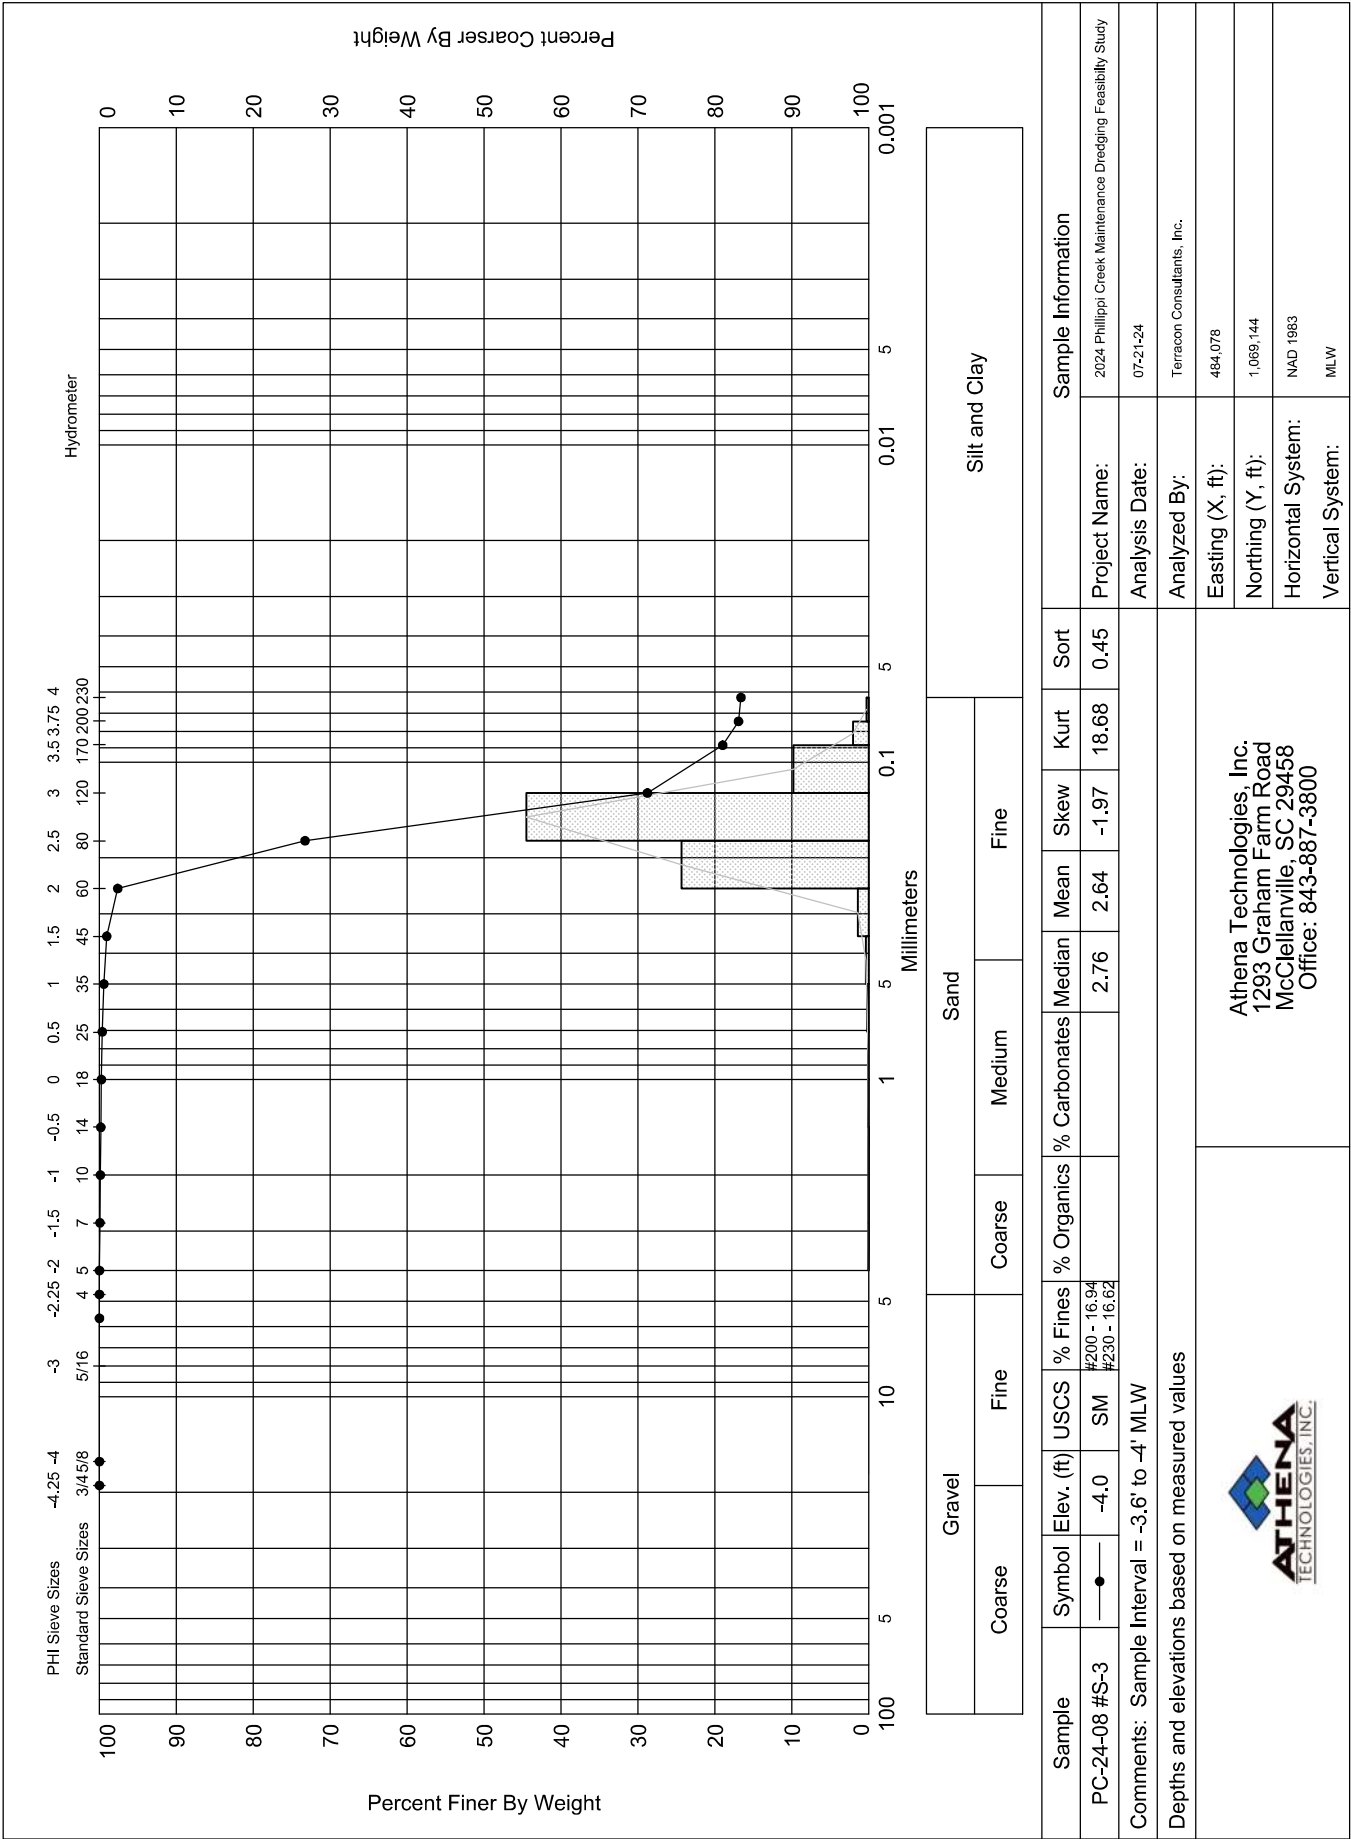 PHI Sieve Sizes -4.25 -4 -3 -2.25 -2 -1.5 -1 -0.5 0 0.5 1 1.5 2 2.5 3 3.5 3.75 4
Hydrometer
Standard Sieve Sizes 3/4 5/8 5/16 4 5 7 10 14 18 25 35 45 60 80 120 170 200 230
100 0
90 10
80 20
70 30
60 40
50 50
40 60
30 70
20 80
10 90
0 100
Percent Finer By Weight
Percent Coarser By Weight
100 5 10 5 1 5 0.1 5 0.01 5 0.001
Millimeters
Gravel Sand Silt and Clay
Coarse Fine Coarse Medium Fine
Sample Symbol Elev. (ft) USCS % Fines % Organics % Carbonates Median Mean Skew Kurt Sort
PC-24-08 #S-3 -4.0 SM #200 - 16.94 2.76 2.64 -1.97 18.68 0.45
#230 - 16.62
Comments: Sample Interval = -3.6' to -4' MLW
Depths and elevations based on measured values
Sample Information
Project Name: 2024 Phillippi Creek Maintenance Dredging Feasibilty Study
Analysis Date: 07-21-24
Analyzed By: Terracon Consultants, Inc.
Easting (X, ft): 484,078
Northing (Y, ft): 1,069,144
Horizontal System: NAD 1983
Vertical System: MLW
ATHENA
TECHNOLOGIES, INC.
Athena Technologies, Inc.
1293 Graham Farm Road
McClellanville, SC 29458
Office: 843-887-3800